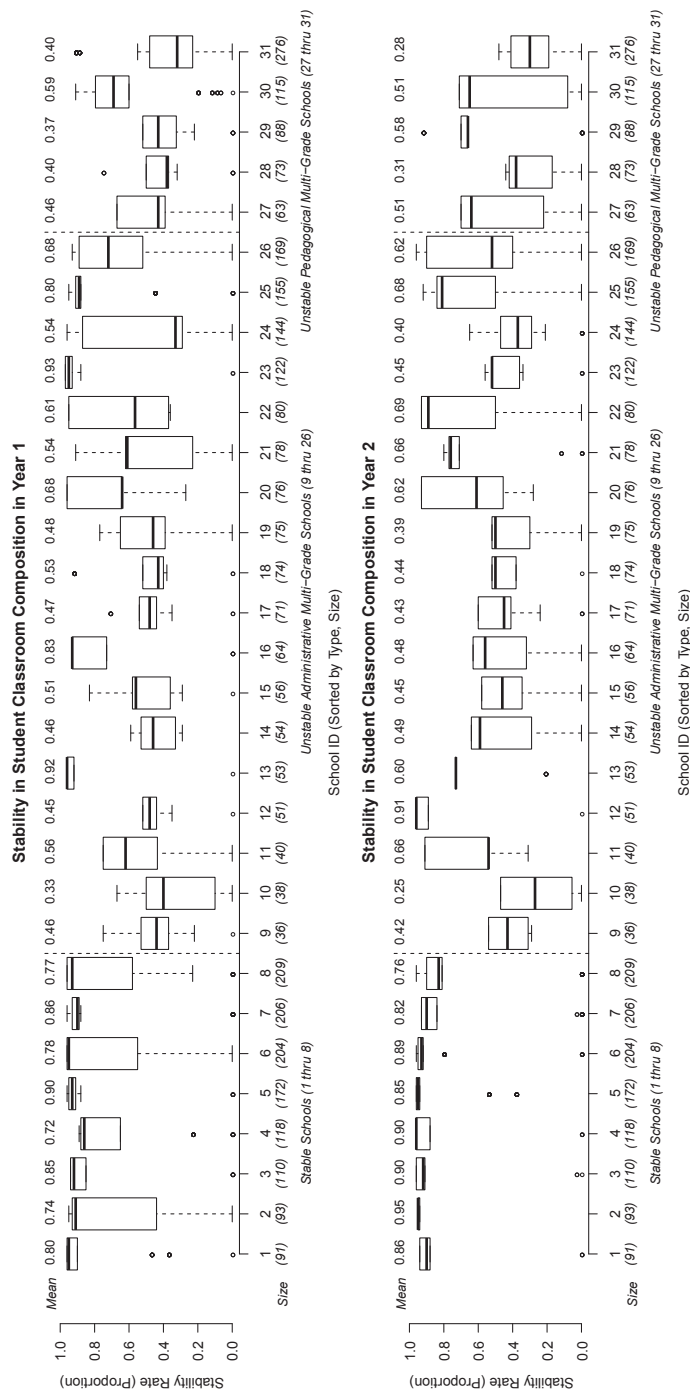 Stability in Student Classroom Composition in Year 1
Mean 0.80 0.74 0.85 0.72 0.90 0.78 0.86 0.77 0.46 0.33 0.56 0.45 0.92 0.46 0.51 0.83 0.47 0.53 0.48 0.68 0.54 0.61 0.93 0.54 0.80 0.68 0.46 0.40 0.37 0.59 0.40
Stability Rate (Proportion)
1.0
0.8
0.6
0.4
0.2
0.0
1 2 3 4 5 6 7 8 9 10 11 12 13 14 15 16 17 18 19 20 21 22 23 24 25 26 27 28 29 30 31
Size (91) (93) (110) (118) (172) (204) (206) (209) (36) (38) (40) (51) (53) (54) (56) (64) (71) (74) (75) (76) (78) (80) (122) (144) (155) (169) (63) (73) (88) (115) (276)
Stable Schools (1 thru 8) Unstable Administrative Multi−Grade Schools (9 thru 26) Unstable Pedagogical Multi−Grade Schools (27 thru 31)
School ID (Sorted by Type, Size)
Stability in Student Classroom Composition in Year 2
Mean 0.86 0.95 0.90 0.90 0.85 0.89 0.82 0.76 0.42 0.25 0.66 0.91 0.60 0.49 0.45 0.48 0.43 0.44 0.39 0.62 0.66 0.69 0.45 0.40 0.68 0.62 0.51 0.31 0.58 0.51 0.28
Stability Rate (Proportion)
1.0
0.8
0.6
0.4
0.2
0.0
1 2 3 4 5 6 7 8 9 10 11 12 13 14 15 16 17 18 19 20 21 22 23 24 25 26 27 28 29 30 31
Size (91) (93) (110) (118) (172) (204) (206) (209) (36) (38) (40) (51) (53) (54) (56) (64) (71) (74) (75) (76) (78) (80) (122) (144) (155) (169) (63) (73) (88) (115) (276)
Stable Schools (1 thru 8) Unstable Administrative Multi−Grade Schools (9 thru 26) Unstable Pedagogical Multi−Grade Schools (27 thru 31)
School ID (Sorted by Type, Size)